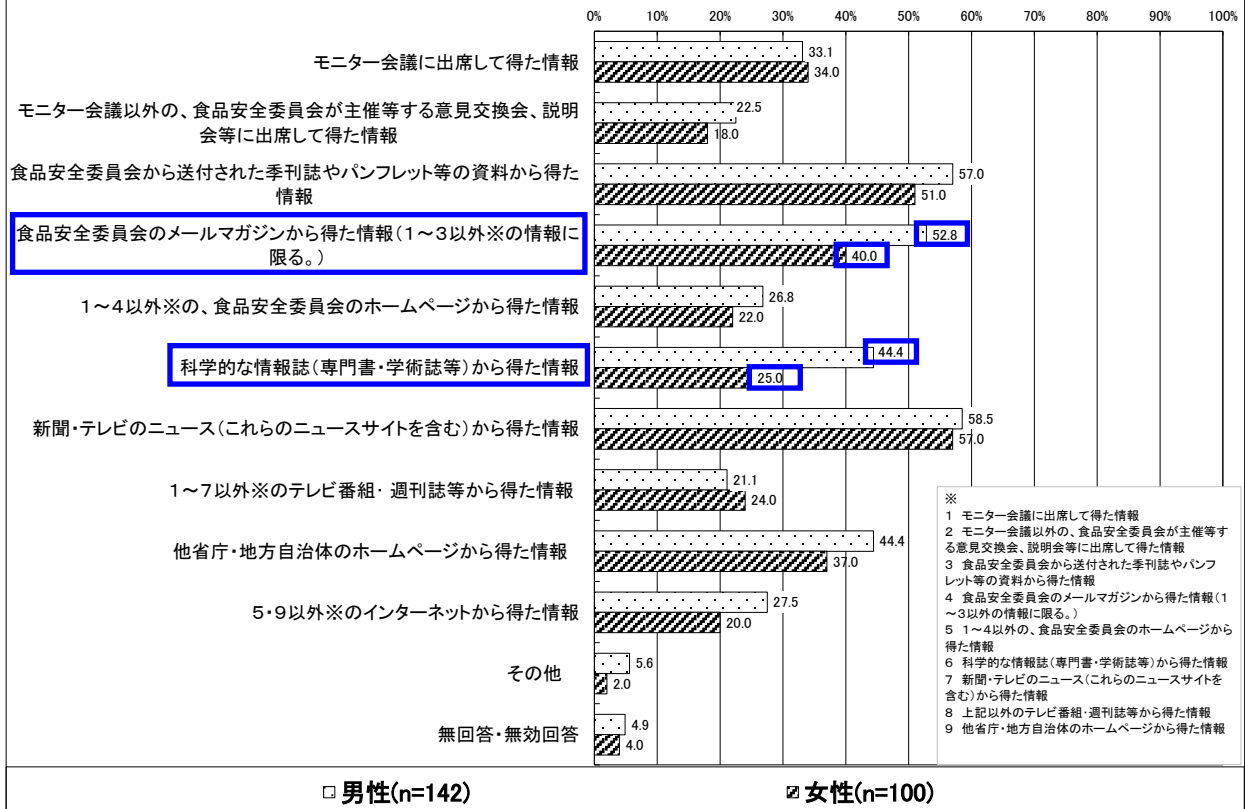 0% 10% 20% 30% 40% 50% 60% 70% 80% 90% 100%
モニター会議に出席して得た情報
33.1
34.0
モニター会議以外の、食品安全委員会が主催等する意見交換会、説明
会等に出席して得た情報
22.5
18.0
食品安全委員会から送付された季刊誌やパンフレット等の資料から得た
情報
57.0
51.0
食品安全委員会のメールマガジンから得た情報(1～3以外※の情報に
限る。)
52.8
40.0
1～4以外※の、食品安全委員会のホームページから得た情報
26.8
22.0
科学的な情報誌(専門書・学術誌等)から得た情報
44.4
25.0
新聞・テレビのニュース(これらのニュースサイトを含む)から得た情報
58.5
57.0
1～7以外※のテレビ番組・週刊誌等から得た情報
21.1
24.0
他省庁・地方自治体のホームページから得た情報
44.4
37.0
5・9以外※のインターネットから得た情報
27.5
20.0
その他
5.6
2.0
無回答・無効回答
4.9
4.0
※
1 モニター会議に出席して得た情報
2 モニター会議以外の、食品安全委員会が主催等す
る意見交換会、説明会等に出席して得た情報
3 食品安全委員会から送付された季刊誌やパンフ
レット等の資料から得た情報
4 食品安全委員会のメールマガジンから得た情報(1
～3以外の情報に限る。)
5 1～4以外の、食品安全委員会のホームページから
得た情報
6 科学的な情報誌(専門書・学術誌等)から得た情報
7 新聞・テレビのニュース(これらのニュースサイトを
含む)から得た情報
8 上記以外のテレビ番組・週刊誌等から得た情報
9 他省庁・地方自治体のホームページから得た情報
男性(n=142) 女性(n=100)